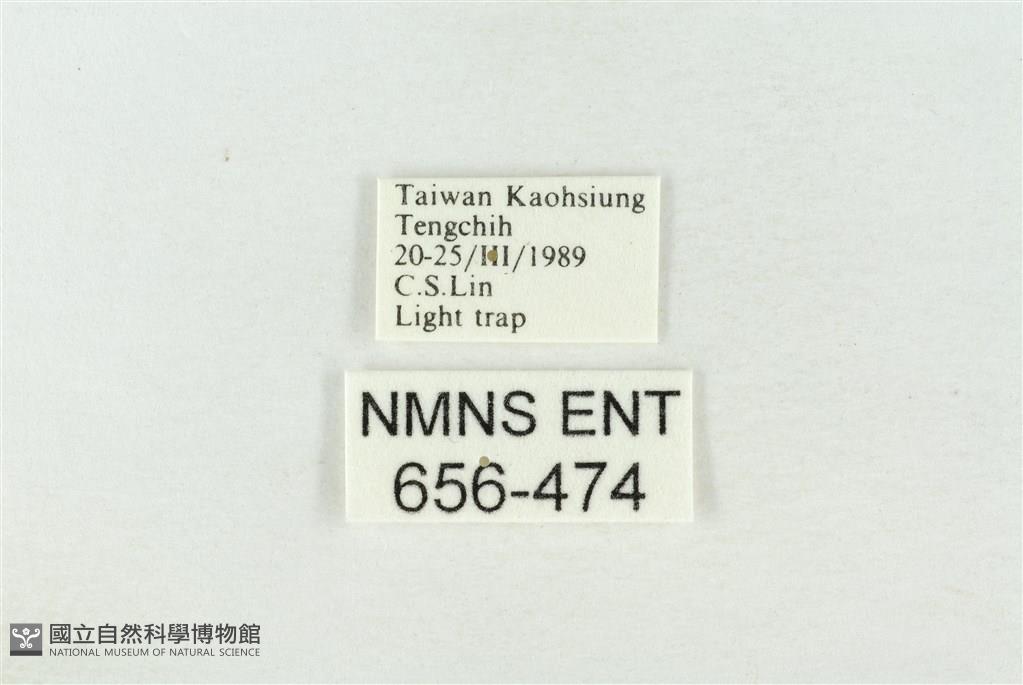 Taiwan Kaohsiung
Tengchih
20-25/III/1989
C.S.Lin
Light trap
NMNS ENT
656-474
國立自然科學博物館
NATIONAL MUSEUM OF NATURAL SCIENCE